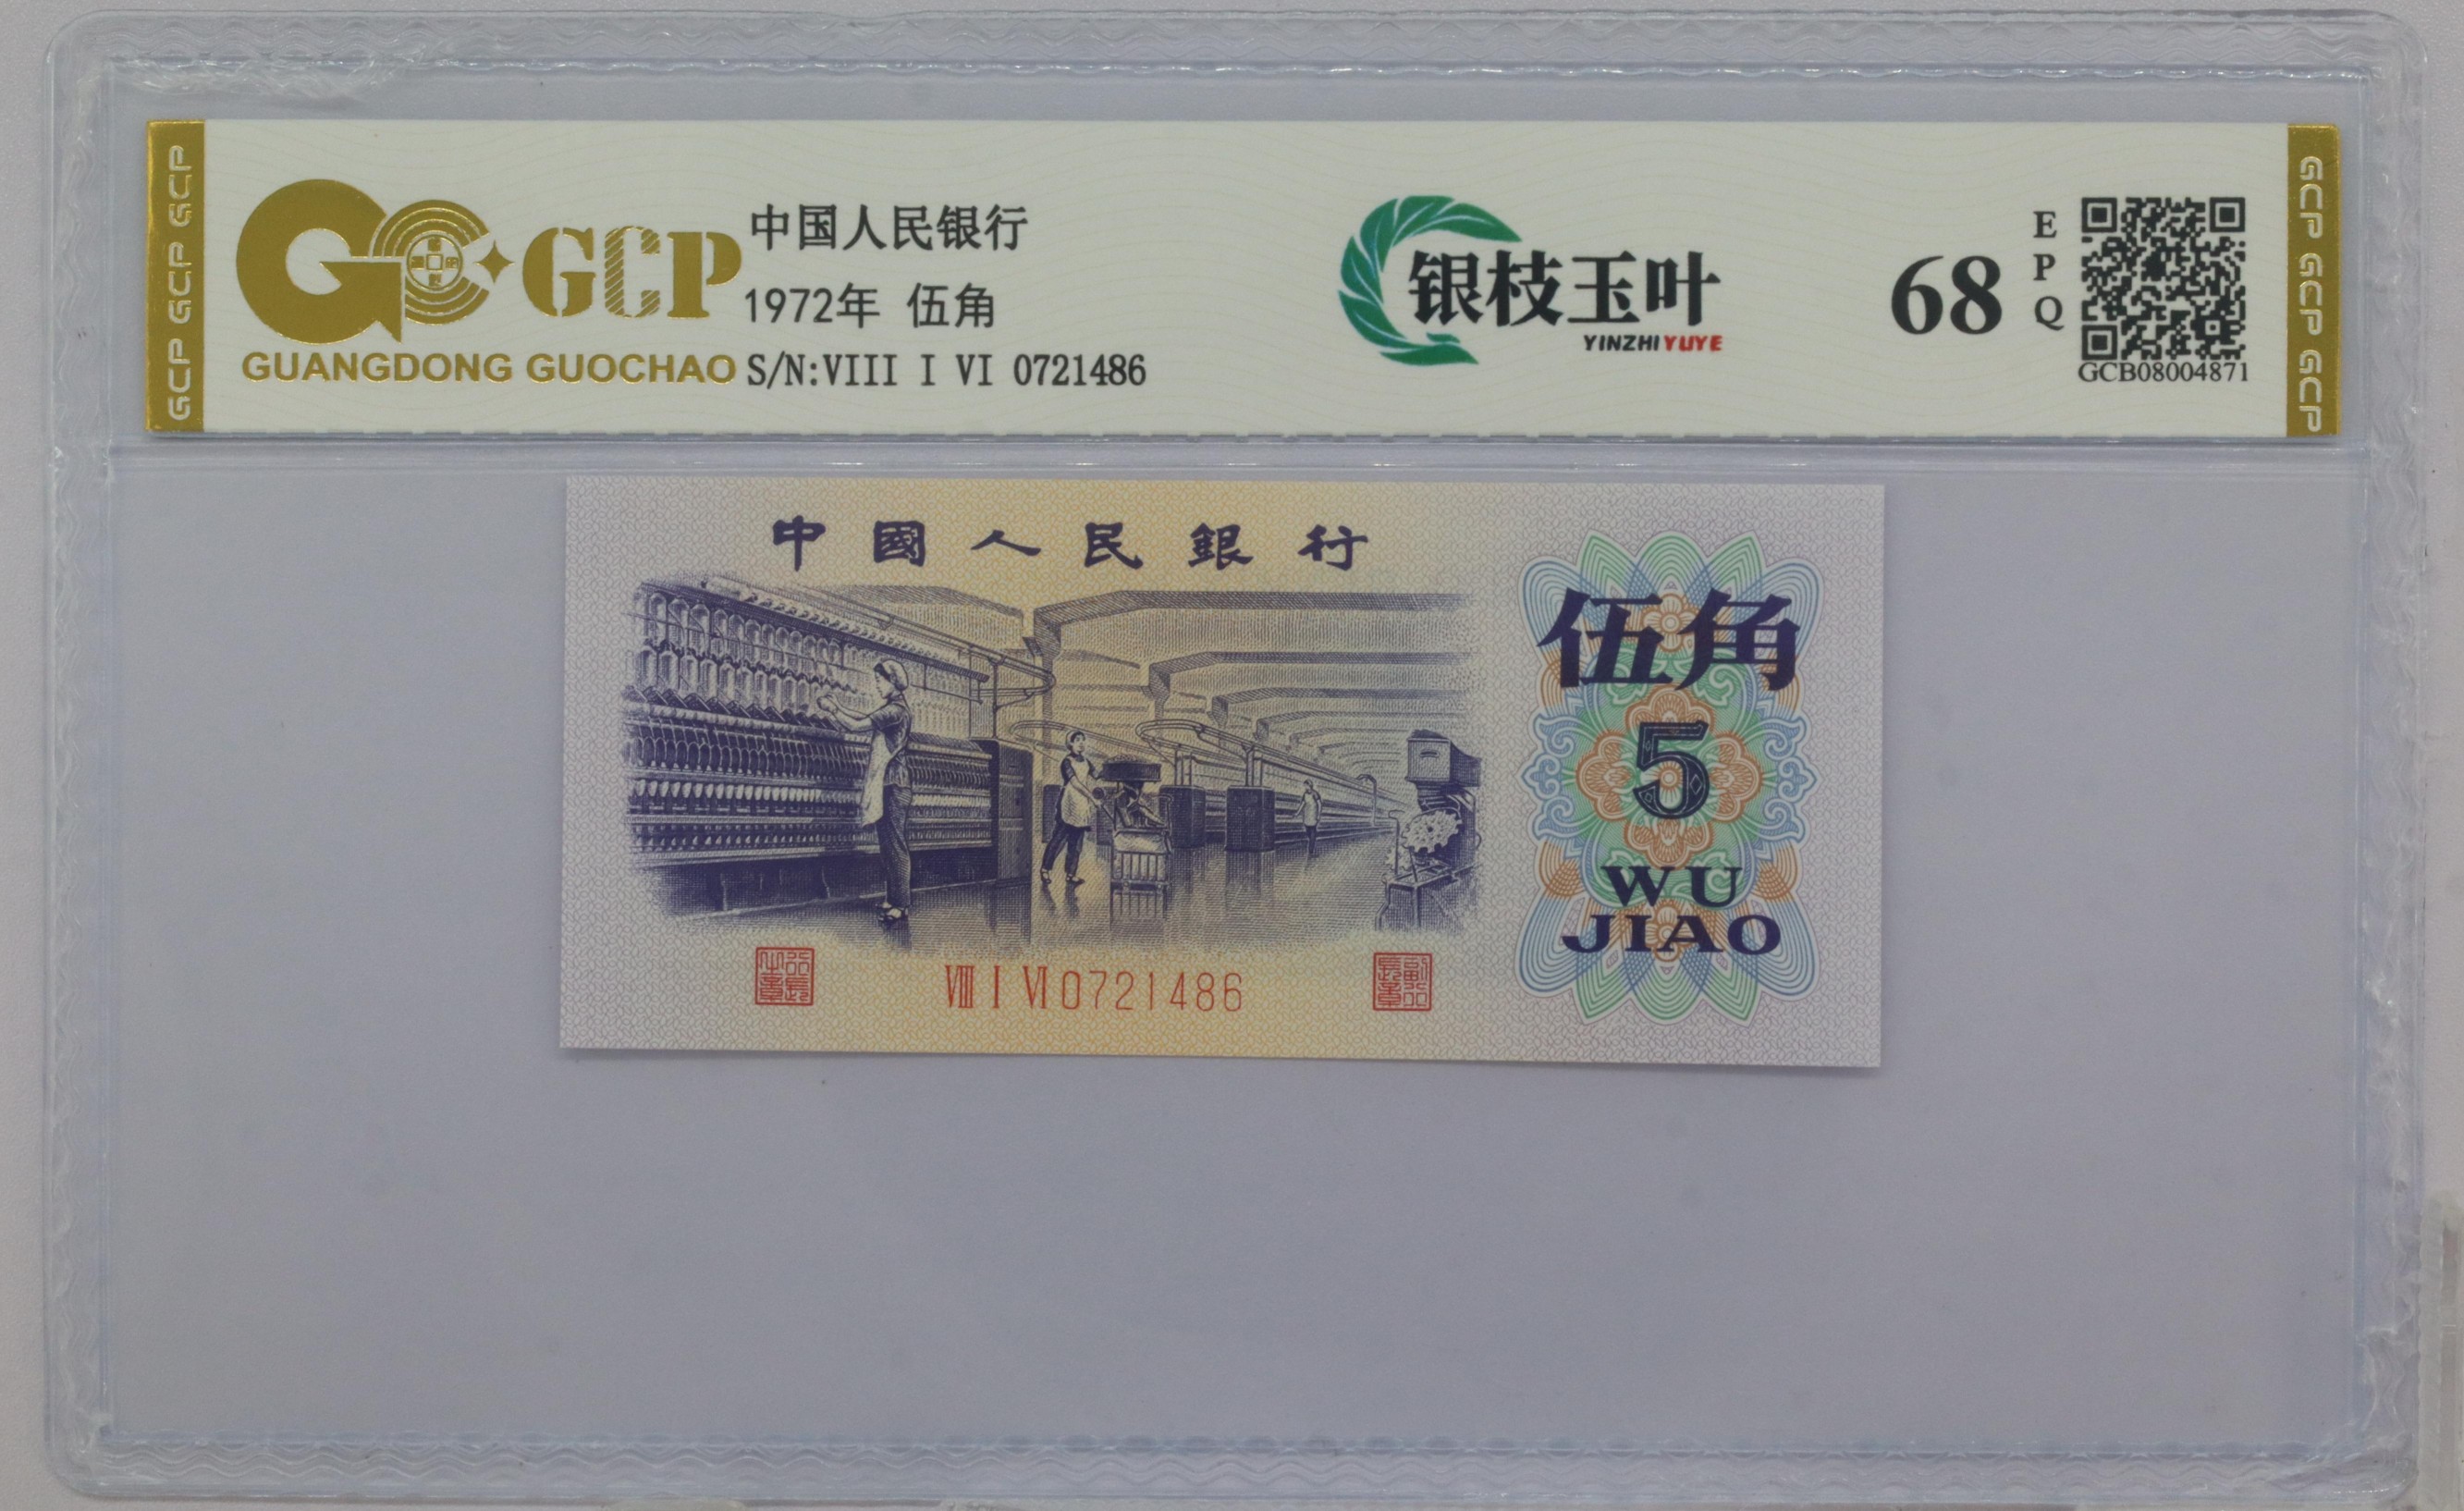 GCP GCP GCP
GCP
GUANGDONG GUOCHAO
中国人民银行
1972年 伍角
S/N:VIII I VI 0721486
银枝玉叶
YINZHIYUYE
68
EPQ
GCB08004871
GCP GCP GCP
中國人民銀行
伍角
5
WU
JIAO
VIII I VI 0721486